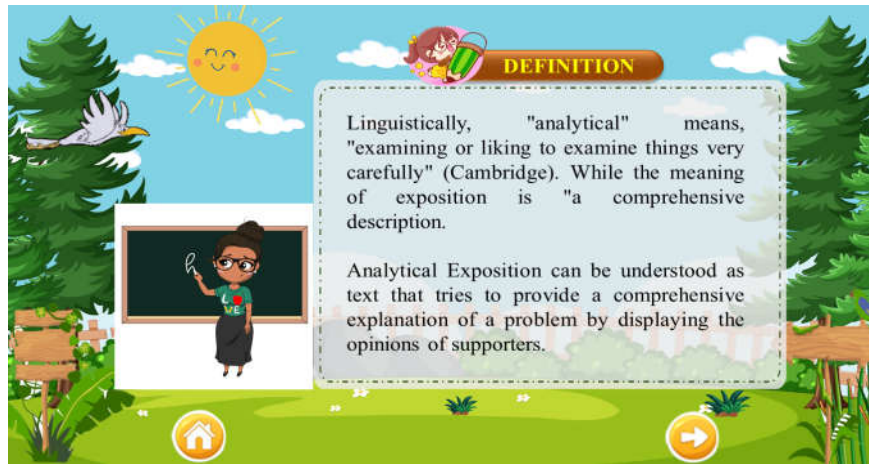 DEFINITION
Linguistically, "analytical" means,
"examining or liking to examine things very
carefully" (Cambridge). While the meaning
of exposition is "a comprehensive
description.
Analytical Exposition can be understood as
text that tries to provide a comprehensive
explanation of a problem by displaying the
opinions of supporters.
h
LO
VE